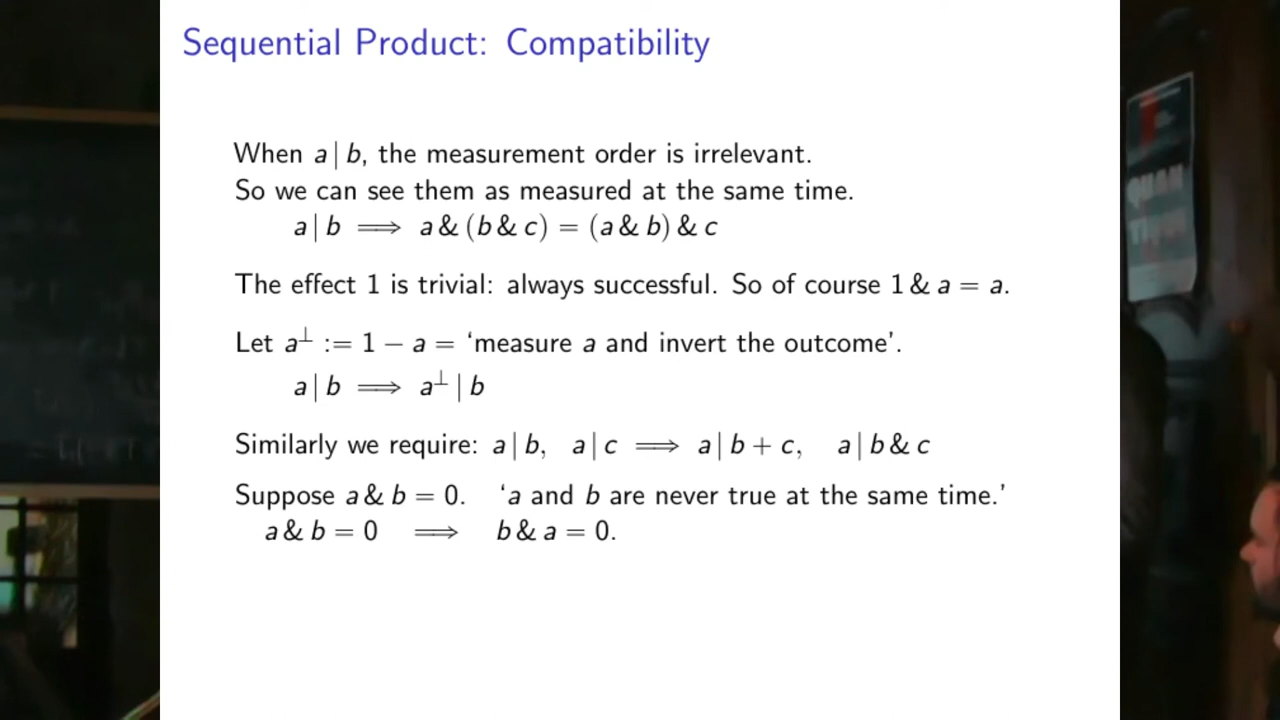 Sequential Product: Compatibility
When a | b, the measurement order is irrelevant.
So we can see them as measured at the same time.
a | b ⟹ a & (b & c) = (a & b) & c
The effect 1 is trivial: always successful. So of course 1 & a = a.
Let a⊥ := 1 − a = ‘measure a and invert the outcome’.
a | b ⟹ a⊥ | b
Similarly we require: a | b, a | c ⟹ a | b + c, a | b & c
Suppose a & b = 0. ‘a and b are never true at the same time.’
a & b = 0 ⟹ b & a = 0.